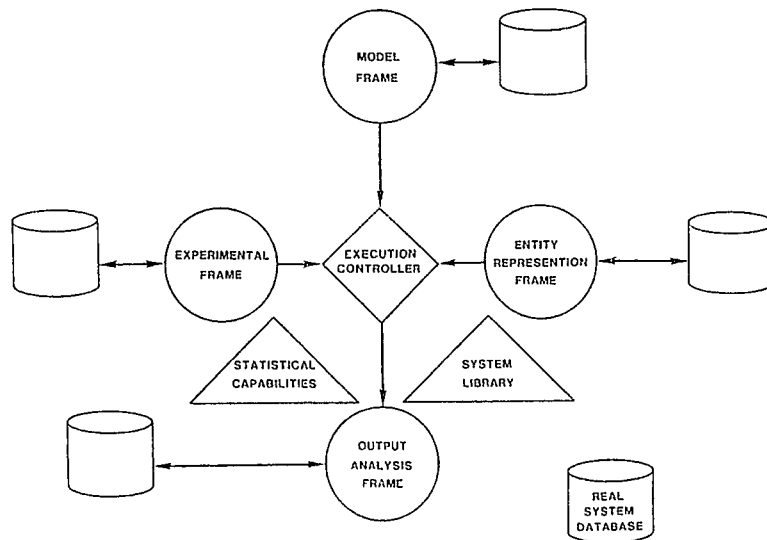 MODEL
FRAME
EXPERIMENTAL
FRAME
EXECUTION
CONTROLLER
ENTITY
REPRESENTION
FRAME
STATISTICAL
CAPABILITIES
SYSTEM
LIBRARY
OUTPUT
ANALYSIS
FRAME
REAL
SYSTEM
DATABASE